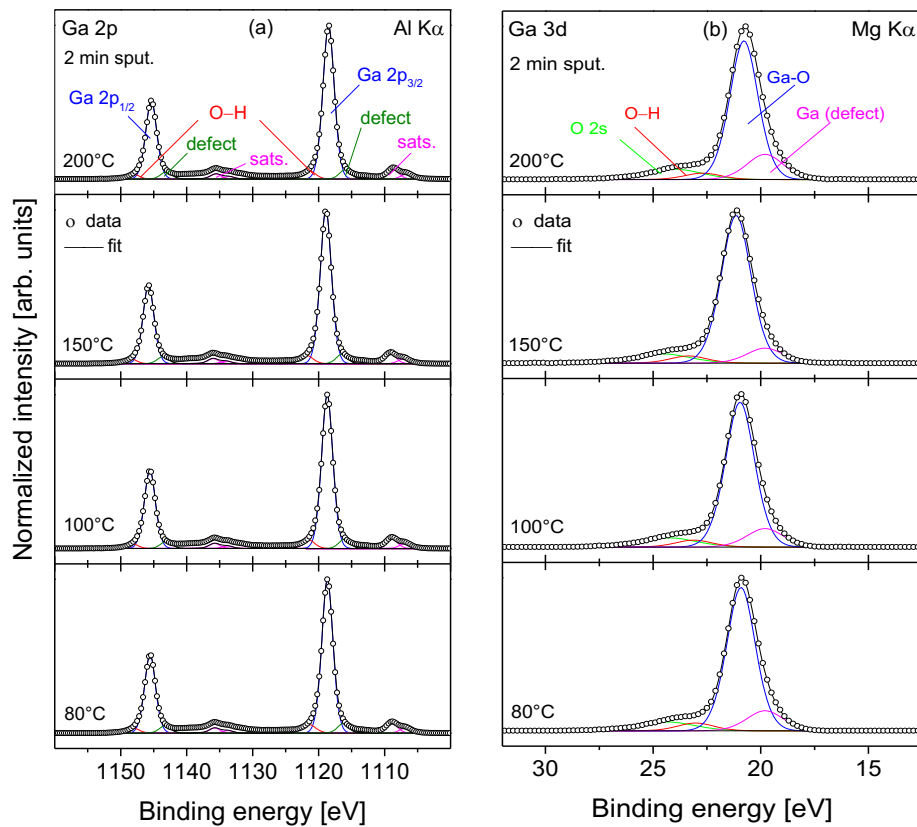 Normalized intensity [arb. units]
Ga 2p (a) Al Kα
2 min sput.
Ga 2p3/2
Ga 2p1/2
O–H
defect
defect
sats.
sats.
200°C
o data
— fit
150°C
100°C
80°C
1150 1140 1130 1120 1110
Binding energy [eV]
Ga 3d (b) Mg Kα
2 min sput.
Ga-O
O–H
Ga (defect)
O 2s
200°C
o data
— fit
150°C
100°C
80°C
30 25 20 15
Binding energy [eV]